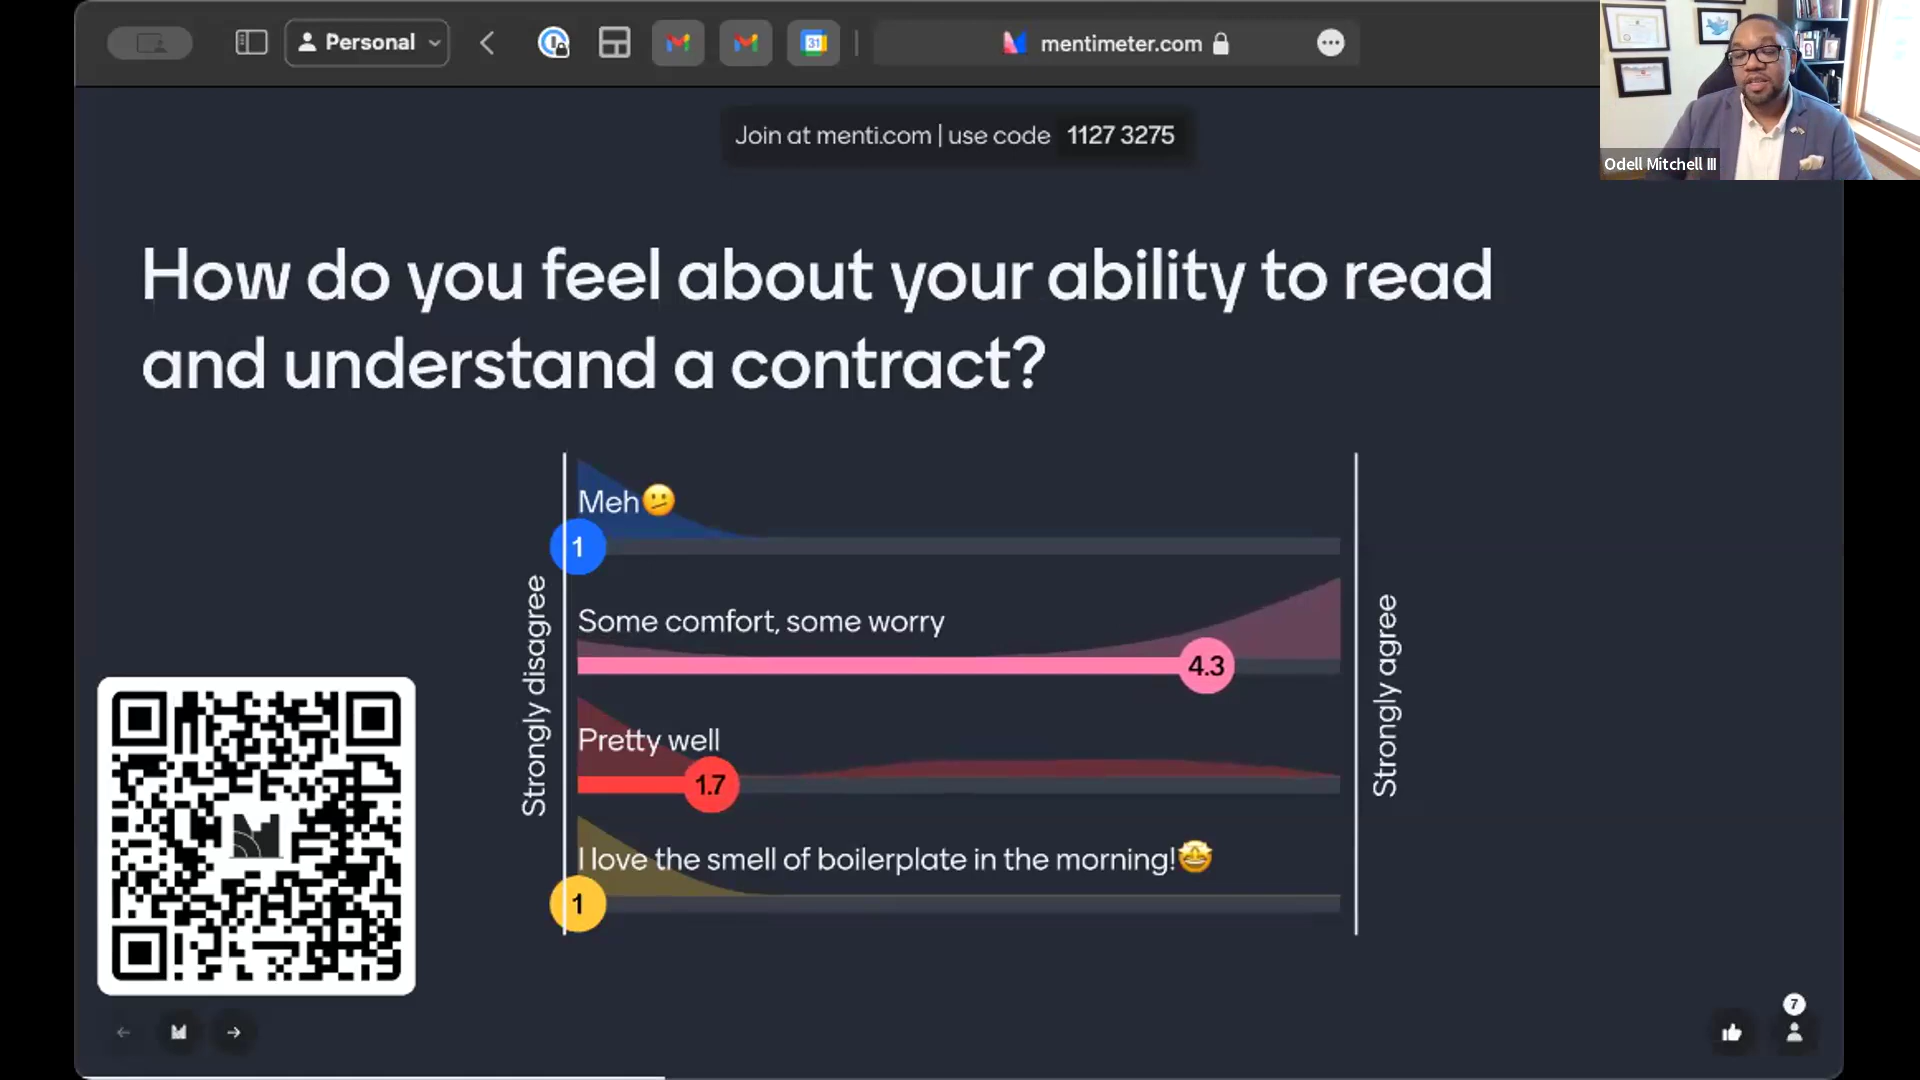 Personal
31
mentimeter.com
Odell Mitchell III
Join at menti.com | use code 1127 3275
How do you feel about your ability to read
and understand a contract?
Strongly disagree
Meh🫤
1
Some comfort, some worry
4.3
Pretty well
1.7
I love the smell of boilerplate in the morning!🤩
1
Strongly agree
7